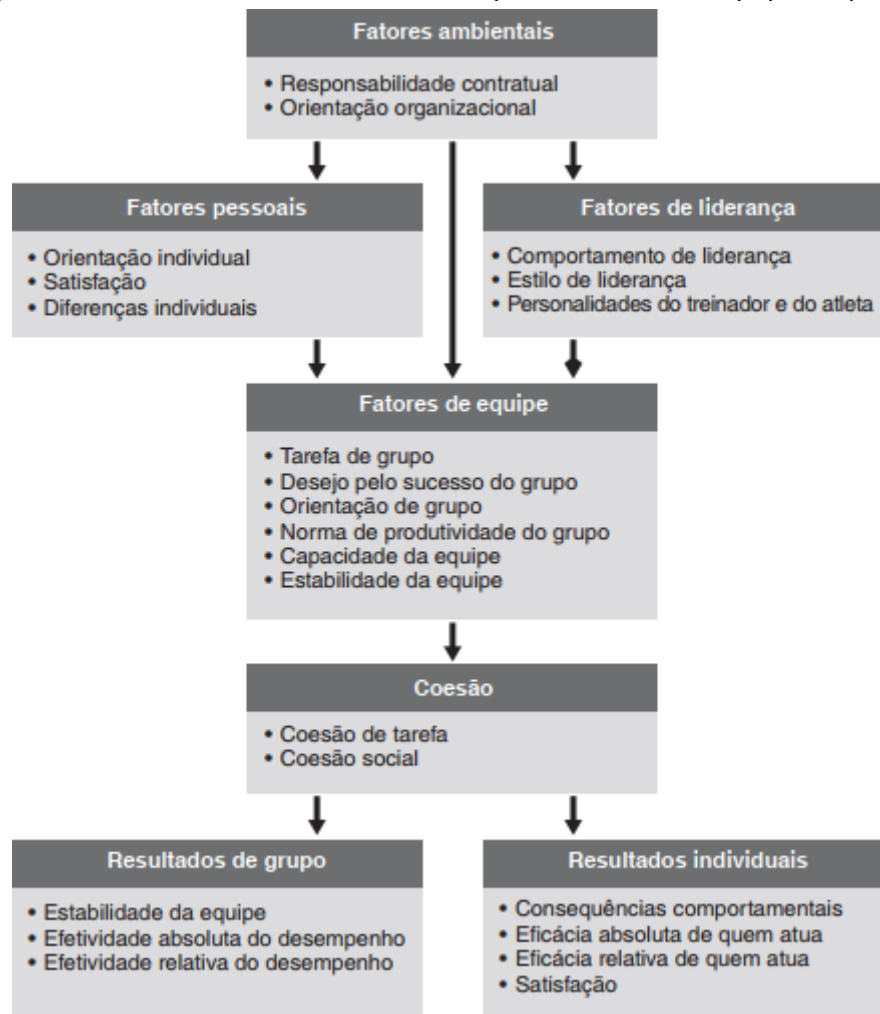 Fatores ambientais
• Responsabilidade contratual
• Orientação organizacional
Fatores pessoais
• Orientação individual
• Satisfação
• Diferenças individuais
Fatores de liderança
• Comportamento de liderança
• Estilo de liderança
• Personalidades do treinador e do atleta
Fatores de equipe
• Tarefa de grupo
• Desejo pelo sucesso do grupo
• Orientação de grupo
• Norma de produtividade do grupo
• Capacidade da equipe
• Estabilidade da equipe
Coesão
• Coesão de tarefa
• Coesão social
Resultados de grupo
• Estabilidade da equipe
• Efetividade absoluta do desempenho
• Efetividade relativa do desempenho
Resultados individuais
• Consequências comportamentais
• Eficácia absoluta de quem atua
• Eficácia relativa de quem atua
• Satisfação